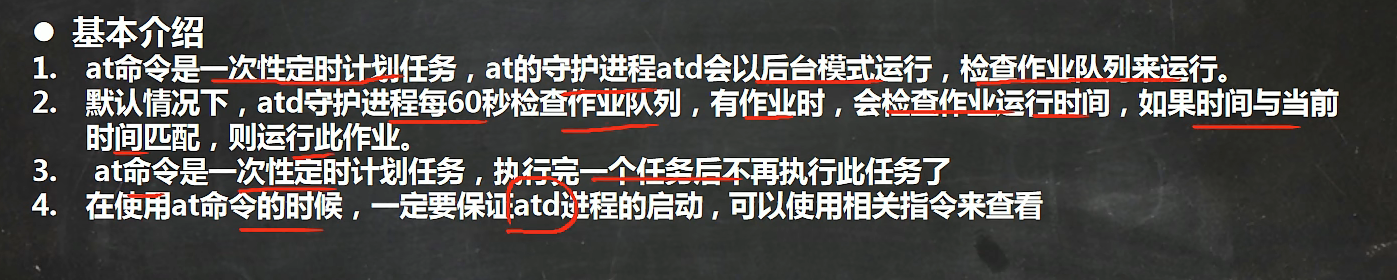 ● 基本介绍
1. at命令是一次性定时计划任务，at的守护进程atd会以后台模式运行，检查作业队列来运行。
2. 默认情况下，atd守护进程每60秒检查作业队列，有作业时，会检查作业运行时间，如果时间与当前
时间匹配，则运行此作业。
3. at命令是一次性定时计划任务，执行完一个任务后不再执行此任务了
4. 在使用at命令的时候，一定要保证atd进程的启动，可以使用相关指令来查看